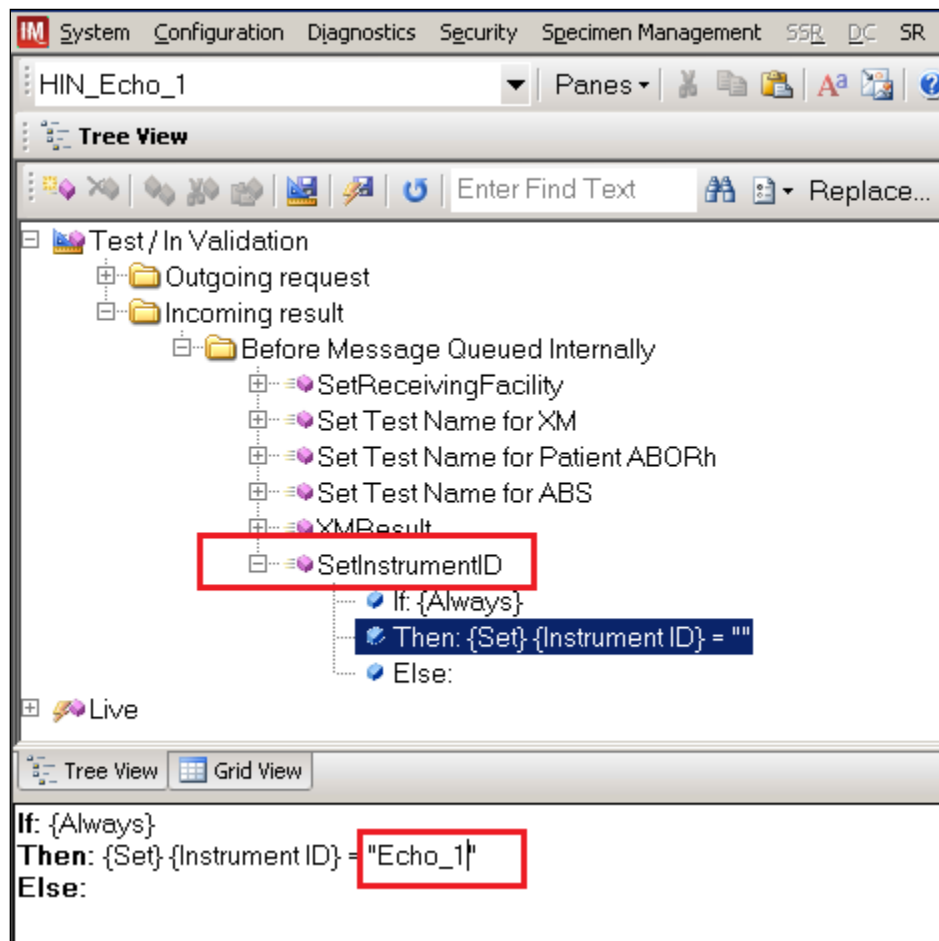 IM System Configuration Diagnostics Security Specimen Management SSR DC SR
HIN_Echo_1 Panes Aa ?
Tree View
Enter Find Text Replace...
Test / In Validation
Outgoing request
Incoming result
Before Message Queued Internally
SetReceivingFacility
Set Test Name for XM
Set Test Name for Patient ABORh
Set Test Name for ABS
XMResult
SetInstrumentID
If: {Always}
Then: {Set} {Instrument ID} = ""
Else:
Live
Tree View Grid View
If: {Always}
Then: {Set} {Instrument ID} = "Echo_1"
Else: